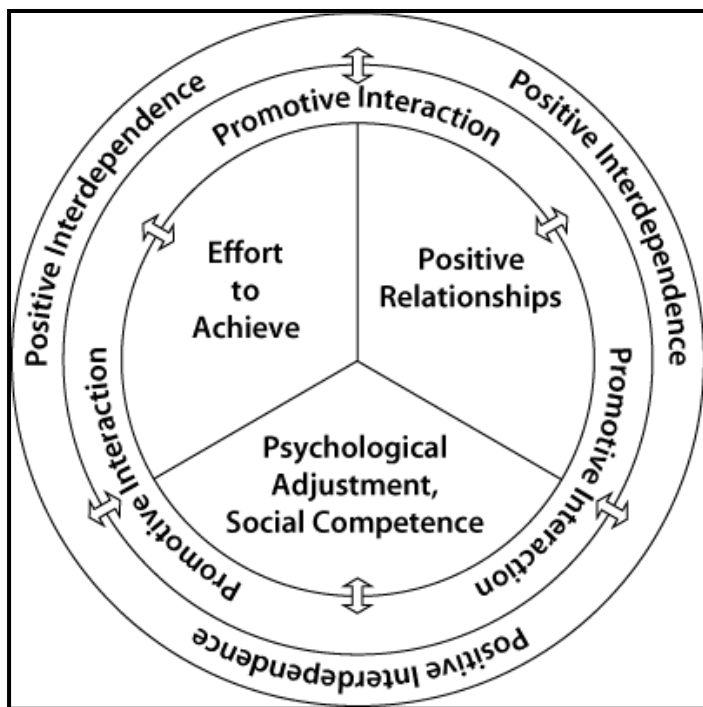 Positive Interdependence
Positive Interdependence
Promotive Interaction
Effort
to
Achieve
Positive
Relationships
Promotive Interaction
Promotive Interaction
Psychological
Adjustment,
Social Competence
Positive Interdependence